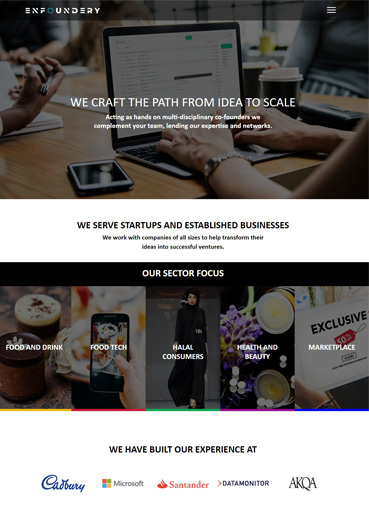 ENFOUNDERY
WE CRAFT THE PATH FROM IDEA TO SCALE
Acting as hands on multi-disciplinary co-founders we
complement your team, lending our expertise and networks.
WE SERVE STARTUPS AND ESTABLISHED BUSINESSES
We work with companies of all sizes to help transform their
ideas into successful ventures.
OUR SECTOR FOCUS
FOOD AND DRINK
FOOD TECH
HALAL
CONSUMERS
HEALTH AND
BEAUTY
EXCLUSIVE
MARKETPLACE
WE HAVE BUILT OUR EXPERIENCE AT
Cadbury
Microsoft
Santander
DATAMONITOR
AKQA